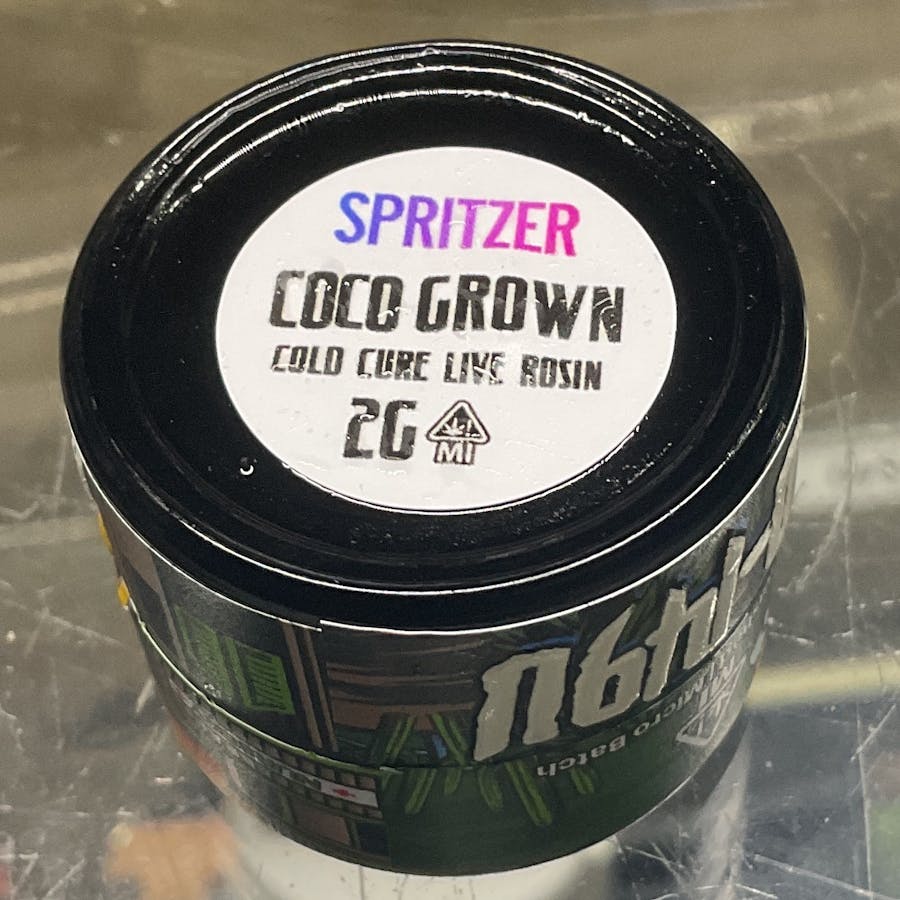 SPRITZER
COCO GROWN
COLD CURE LIVE ROSIN
2G
MI
Micro Batch